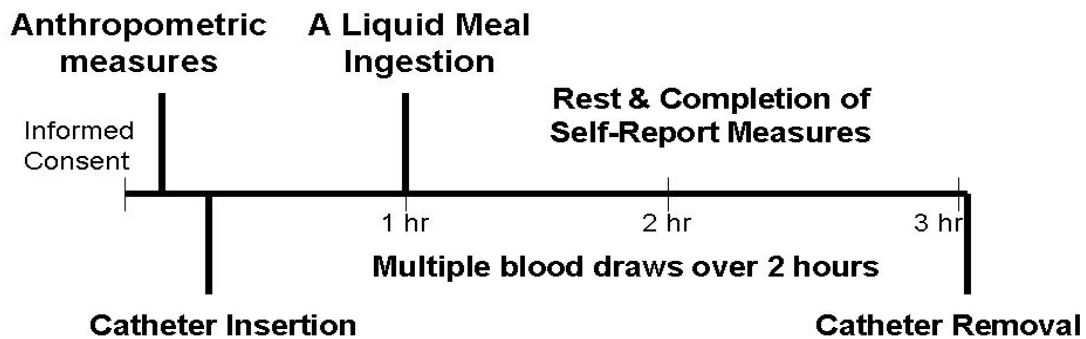 Anthropometric
measures
A Liquid Meal
Ingestion
Rest & Completion of
Self-Report Measures
Informed
Consent
1 hr
2 hr
3 hr
Multiple blood draws over 2 hours
Catheter Insertion
Catheter Removal